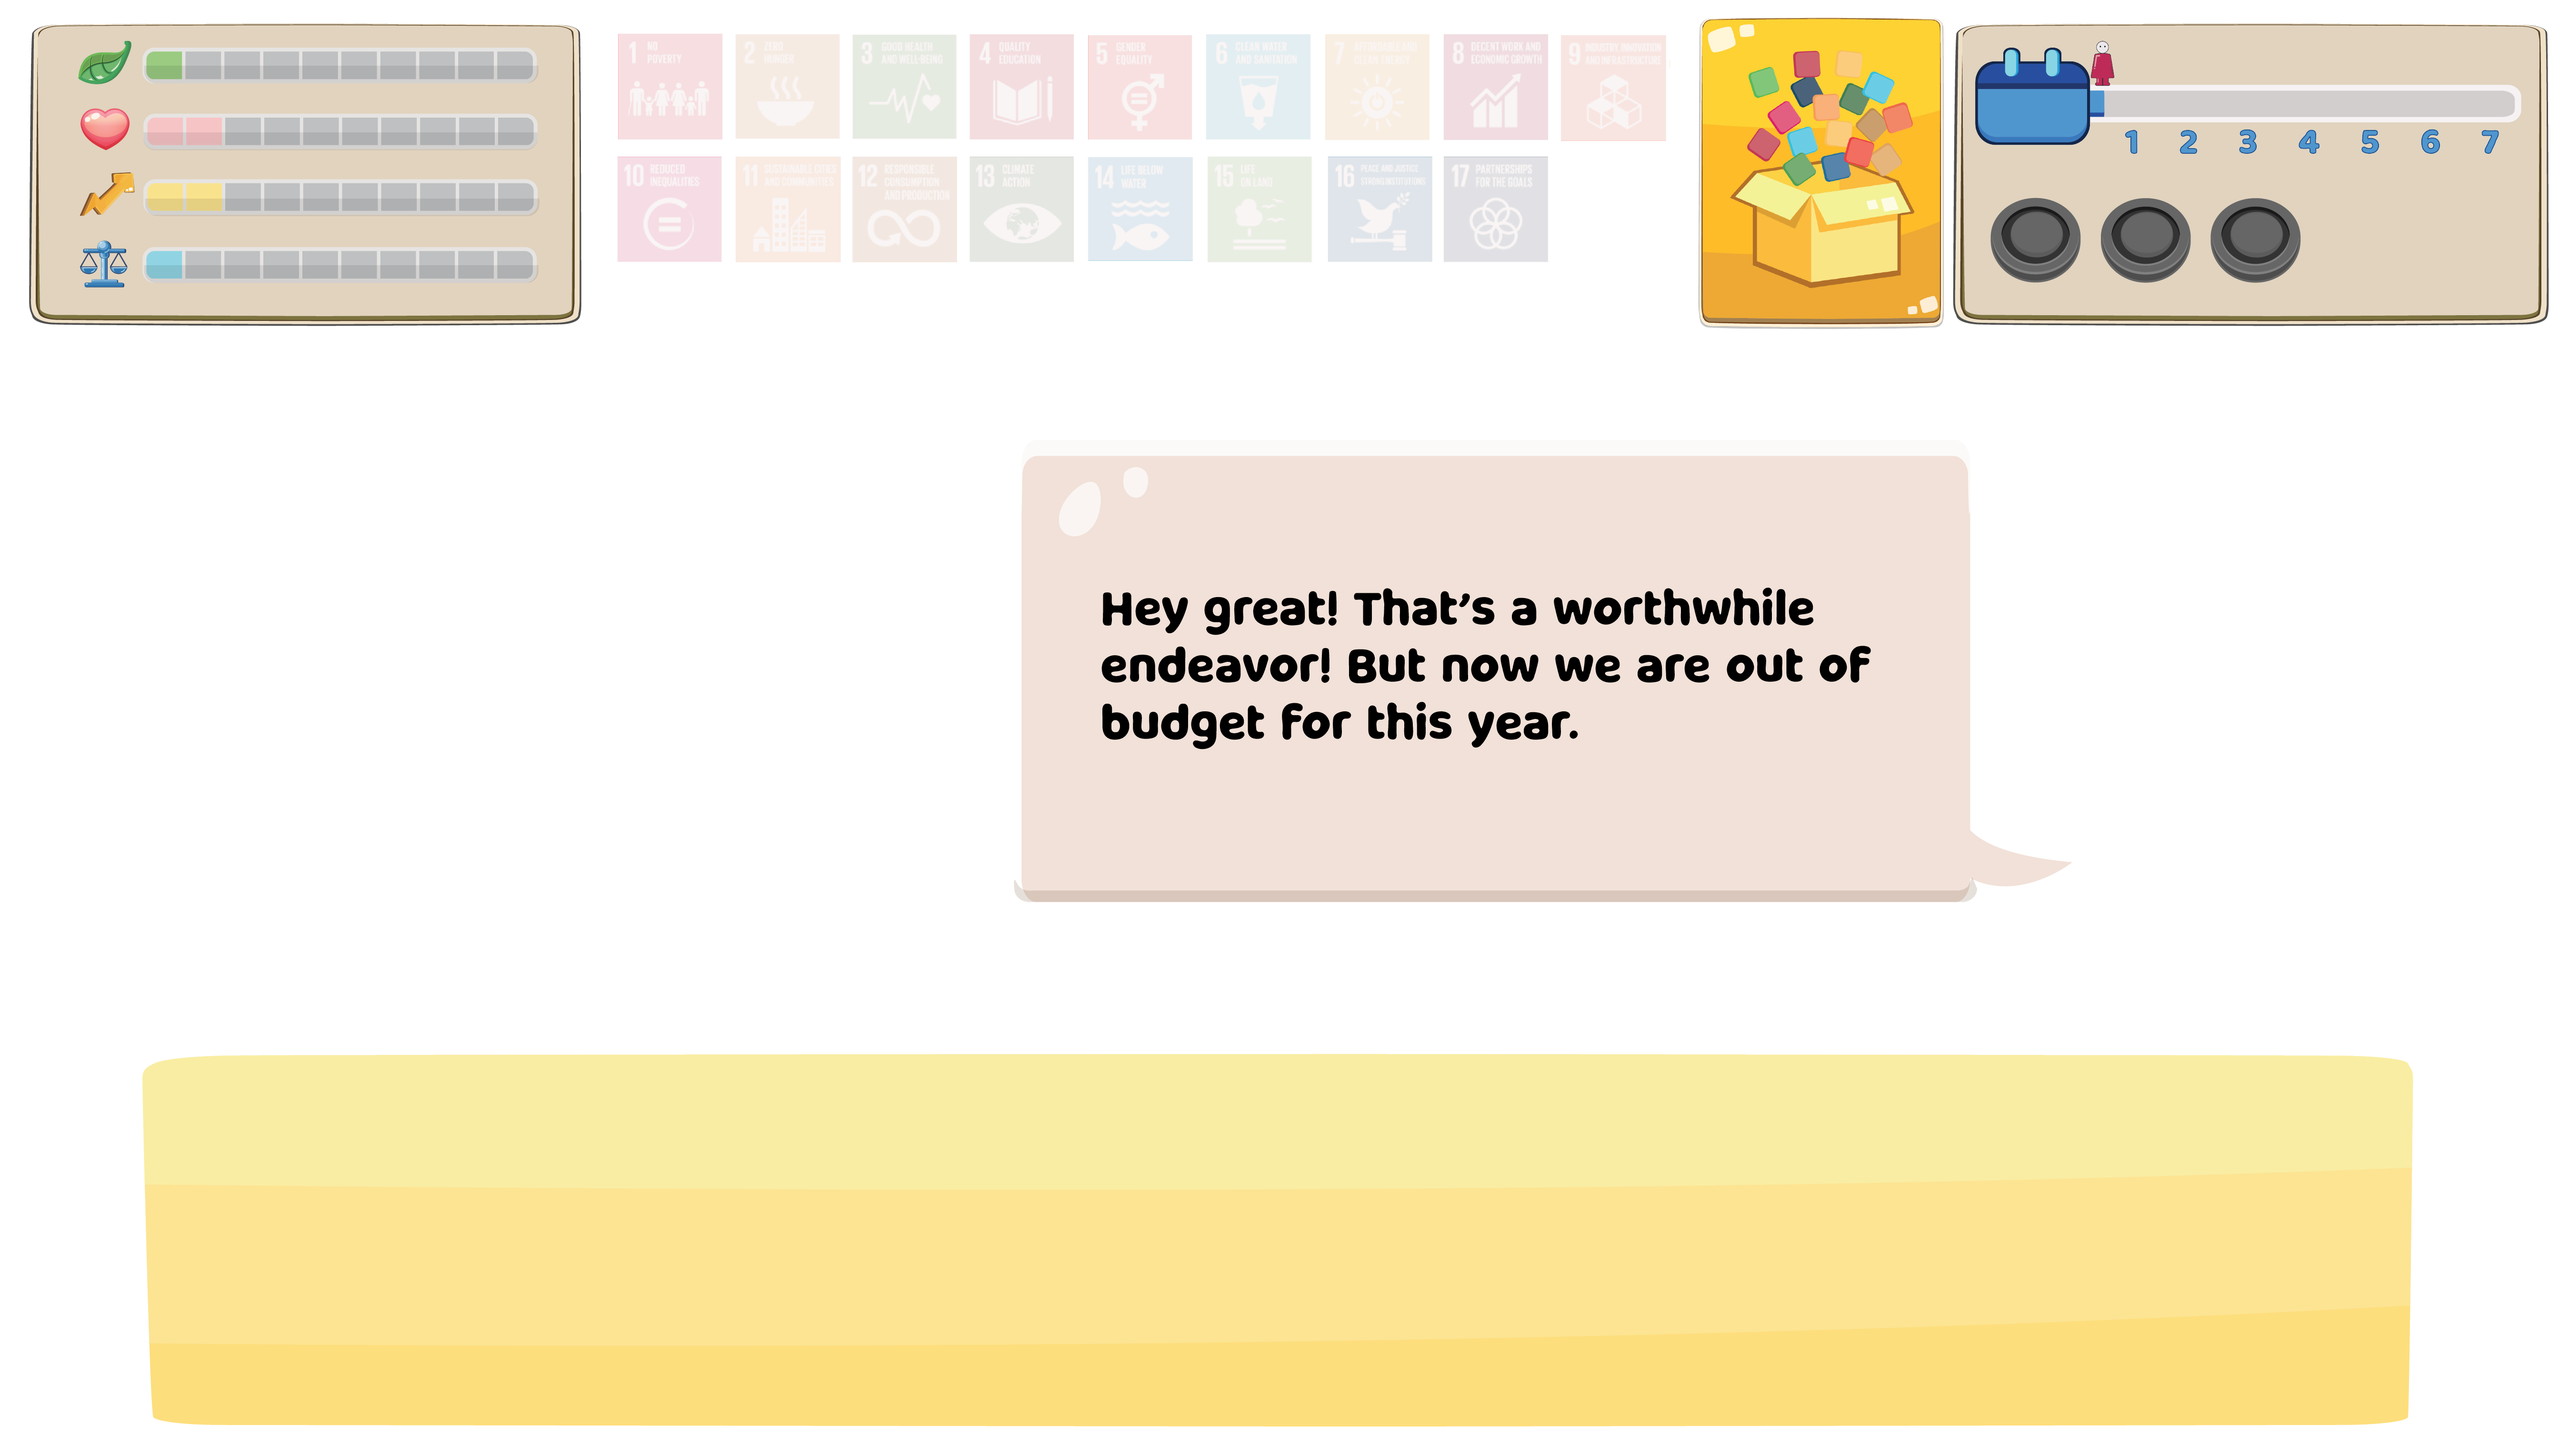 1 NO
POVERTY
2 ZERO
HUNGER
3 GOOD HEALTH
AND WELL-BEING
4 QUALITY
EDUCATION
5 GENDER
EQUALITY
6 CLEAN WATER
AND SANITATION
7 AFFORDABLE AND
CLEAN ENERGY
8 DECENT WORK AND
ECONOMIC GROWTH
9 INDUSTRY, INNOVATION
AND INFRASTRUCTURE
10 REDUCED
INEQUALITIES
11 SUSTAINABLE CITIES
AND COMMUNITIES
12 RESPONSIBLE
CONSUMPTION
AND PRODUCTION
13 CLIMATE
ACTION
14 LIFE BELOW
WATER
15 LIFE
ON LAND
16 PEACE AND JUSTICE
STRONG INSTITUTIONS
17 PARTNERSHIPS
FOR THE GOALS
1 2 3 4 5 6 7
Hey great! That’s a worthwhile
endeavor! But now we are out of
budget for this year.